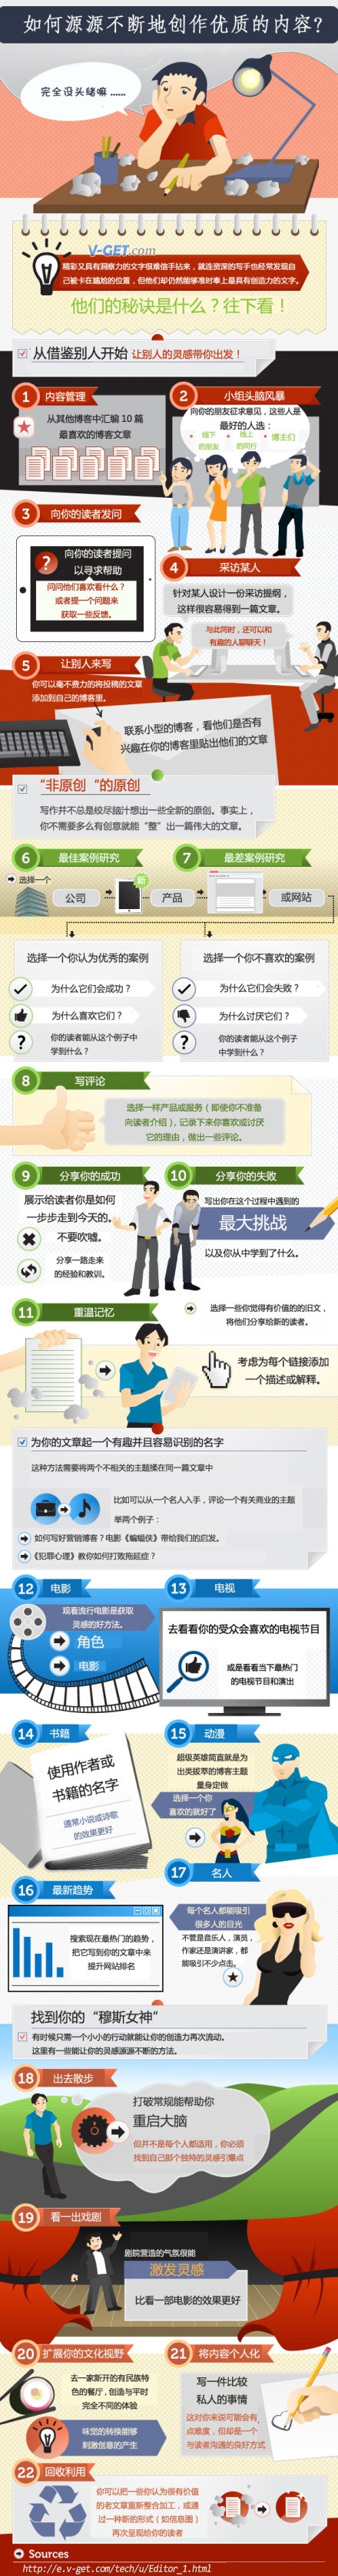 如何源源不断地创作优质的内容?
完全没头绪嘛......
V-GET.com
精彩又具有洞察力的文字很难信手拈来，就连资深的写手也经常发现自
己被卡在尴尬的位置，但他们却仍然能够准时奉上最具有创造力的文字。
他们的秘诀是什么？往下看！
从借鉴别人开始 让别人的灵感带你出发！
1 内容管理
从其他博客中汇编 10 篇
最喜欢的博客文章
2 小组头脑风暴
向你的朋友征求意见，这些人是
最好的人选：
线下
的朋友
线上
的同行
博主们
3 向你的读者发问
向你的读者提问
以寻求帮助
问问他们喜欢看什么？
或者提一个问题来
获取一些反馈。
4 采访某人
针对某人设计一份采访提纲，
这样很容易得到一篇文章。
与此同时，还可以和
有趣的人聊聊天！
5 让别人来写
你可以毫不费力的将投稿的文章
添加到自己的博客里。
联系小型的博客，看他们是否有
兴趣在你的博客里贴出他们的文章
“非原创“的原创
写作并不总是绞尽脑汁想出一些全新的原创。事实上，
你不需要多么有创意就能“整”出一篇伟大的文章。
6 最佳案例研究
7 最差案例研究
选择一个
公司
新
产品
或网站
选择一个你认为优秀的案例
为什么它们会成功？
为什么喜欢它们？
你的读者能从这个例子中
学到什么？
选择一个你不喜欢的案例
为什么它们会失败？
为什么讨厌它们？
你的读者能从这个例子
中学到什么？
8 写评论
选择一样产品或服务（即使你不准备
向读者介绍），记录下来你喜欢或讨厌
它的理由，做出一些评论。
9 分享你的成功
展示给读者你是如何
一步步走到今天的。
不要吹嘘。
分享一路走来
的经验和教训。
10 分享你的失败
写出你在这个过程中遇到的
最大挑战
以及你从中学到了什么。
11 重温记忆
选择一些你觉得有价值的的旧文，
将他们分享给新的读者。
考虑为每个链接添加
一个描述或解释。
为你的文章起一个有趣并且容易识别的名字
这种方法需要将两个不相关的主题揉在同一篇文章中
比如可以从一个名人入手，评论一个有关商业的主题
举两个例子：
如何写好营销博客？电影《蝙蝠侠》带给我们的启发。
《犯罪心理》教你如何打败拖延症？
12 电影
观看流行电影是获取
灵感的好方法。
角色
电影
13 电视
去看看你的受众会喜欢的电视节目
或是看看当下最热门
的电视节目和演出
14 书籍
使用作者或
书籍的名字
通常小说或诗歌
的效果更好
15 动漫
超级英雄简直就是为
出类拔萃的博客主题
量身定做
选择一个你
喜欢的就好了
16 最新趋势
搜索现在最热门的趋势，
把它写到你的文章中来
提升网站排名
17 名人
每个名人都能吸引
很多人的目光
不管是音乐人，演员，
作家还是演讲家，都
能吸引不少点击。
找到你的“穆斯女神”
有时候只需一个小小的行动就能让你的创造力再次流动。
这里有一些能让你的灵感源源不断的方法。
18 出去散步
打破常规能帮助你
重启大脑
但并不是每个人都适用，你必须
找到自己那个独特的灵感引爆点
19 看一出戏剧
剧院营造的气氛很能
激发灵感
比看一部电影的效果更好
20 扩展你的文化视野
去一家新开的有民族特
色的餐厅，创造与平时
完全不同的体验
味觉的转换能够
刺激创意的产生
21 将内容个人化
写一件比较
私人的事情
这对你来说可能会有
点难度，但却是一个
与读者沟通的良好方式
22 回收利用
你可以把一些你认为很有价值
的老文章重新整合加工，或通
过一种新的形式（如信息图）
再次呈现给你的读者
Sources
http://e.v-get.com/tech/u/Editor_1.html